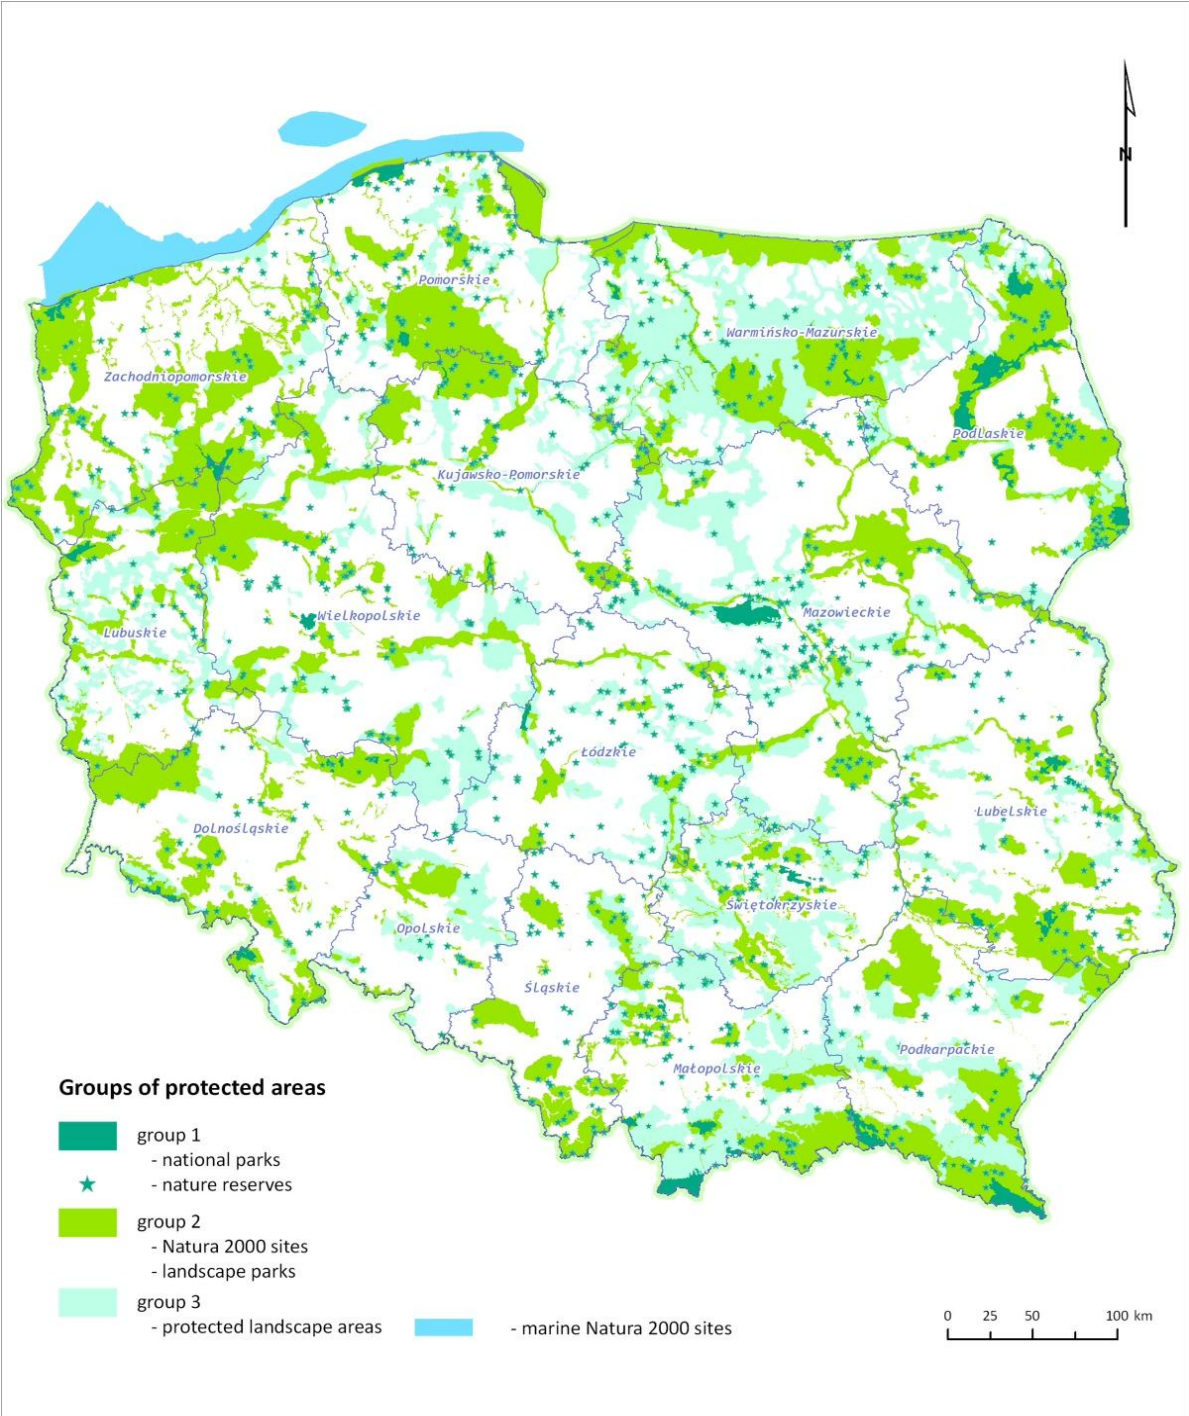 N
Pomorskie
Warmińsko-Mazurskie
Zachodniopomorskie
Podlaskie
Kujawsko-Pomorskie
Mazowieckie
Wielkopolskie
Lubuskie
Łódzkie
Lubelskie
Dolnośląskie
Świętokrzyskie
Opolskie
Śląskie
Podkarpackie
Małopolskie
Groups of protected areas
group 1
- national parks
- nature reserves
group 2
- Natura 2000 sites
- landscape parks
group 3
- protected landscape areas
- marine Natura 2000 sites
0 25 50 100 km